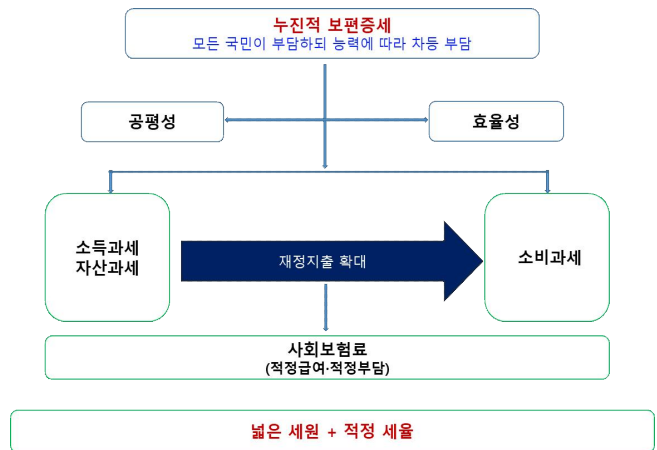 누진적 보편증세
모든 국민이 부담하되 능력에 따라 차등 부담
공평성
효율성
소득과세
자산과세
재정지출 확대
소비과세
사회보험료
(적정급여·적정부담)
넓은 세원 + 적정 세율